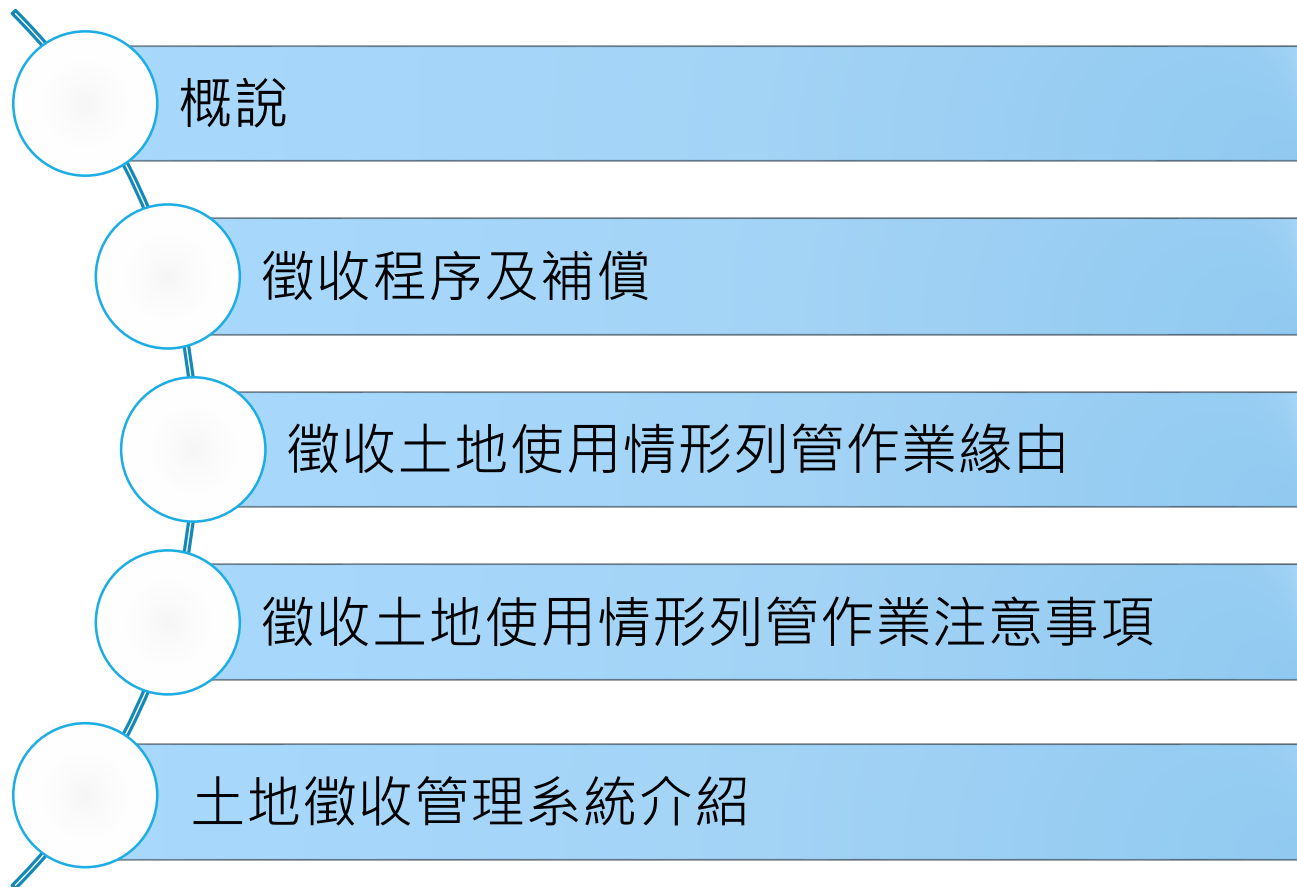 概說
徵收程序及補償
徵收土地使用情形列管作業緣由
徵收土地使用情形列管作業注意事項
土地徵收管理系統介紹